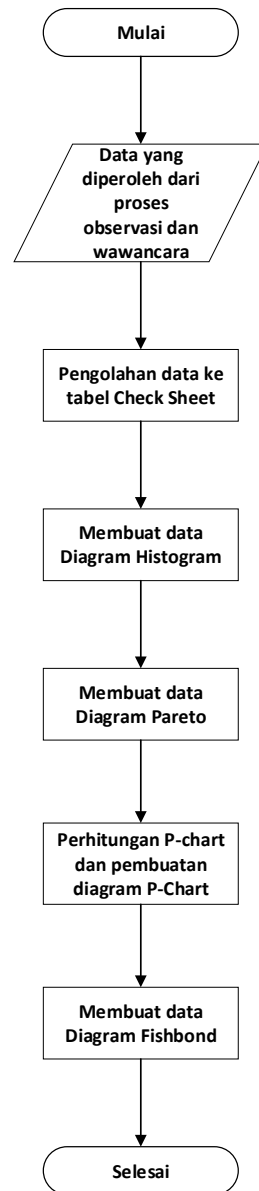 Mulai
Data yang
diperoleh dari
proses
observasi dan
wawancara
Pengolahan data ke
tabel Check Sheet
Membuat data
Diagram Histogram
Membuat data
Diagram Pareto
Perhitungan P-chart
dan pembuatan
diagram P-Chart
Membuat data
Diagram Fishbond
Selesai